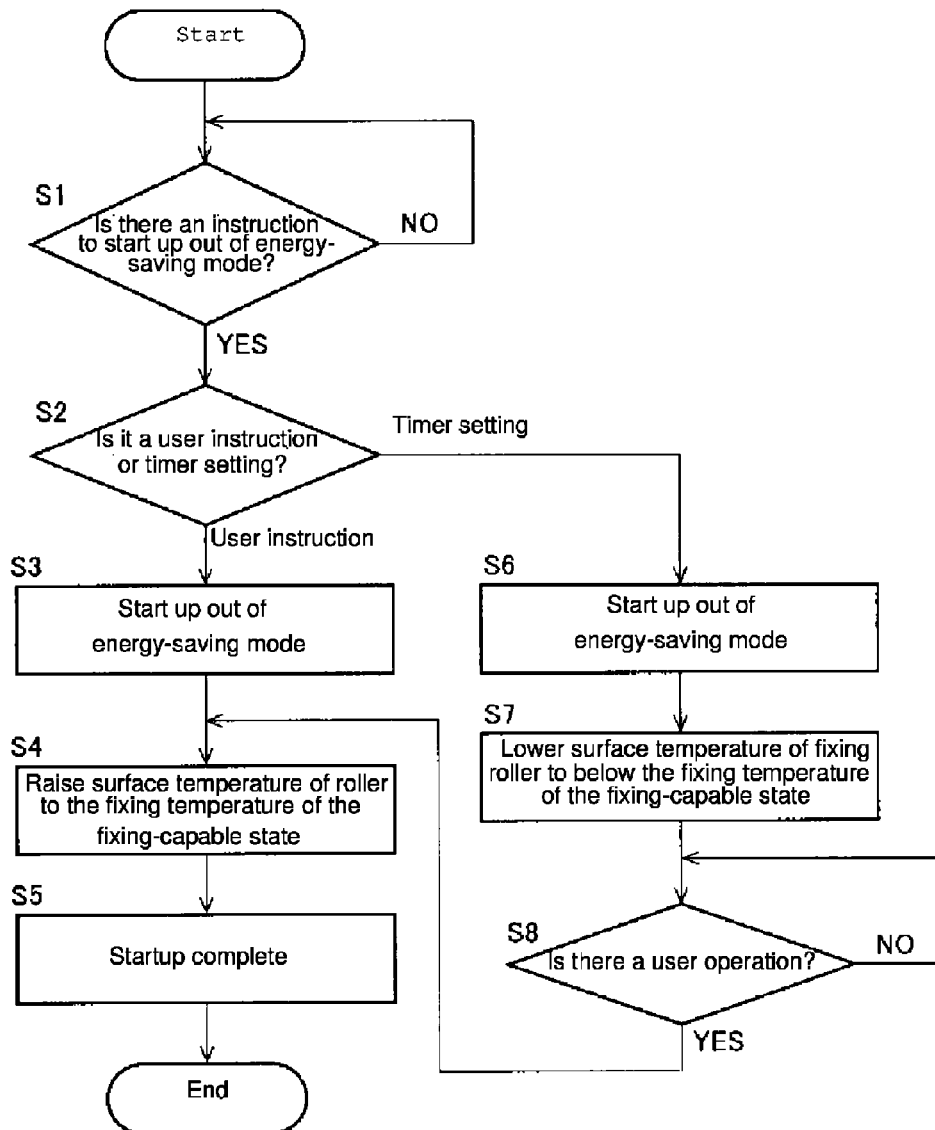 Start
S1
Is there an instruction
to start up out of energy-
saving mode?
NO
YES
S2
Is it a user instruction
or timer setting?
Timer setting
User instruction
S3
Start up out of
energy-saving mode
S4
Raise surface temperature of roller
to the fixing temperature of the
fixing-capable state
S5
Startup complete
End
S6
Start up out of
energy-saving mode
S7
Lower surface temperature of fixing
roller to below the fixing temperature
of the fixing-capable state
S8
Is there a user operation?
NO
YES